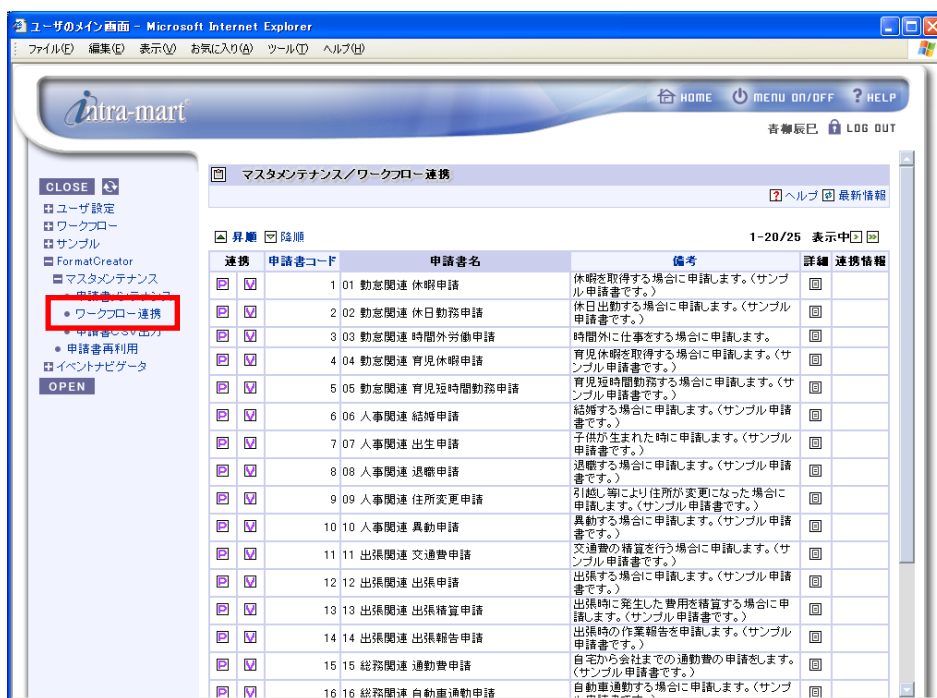 ユーザのメイン画面 - Microsoft Internet Explorer
ファイル(F) 編集(E) 表示(V) お気に入り(A) ツール(T) ヘルプ(H)
intra-mart
HOME MENU ON/OFF ? HELP
青柳辰巳 LOG OUT
CLOSE
ユーザ設定
ワークフロー
サンプル
FormatCreator
マスタメンテナンス
申請書メンテナンス
ワークフロー連携
申請書CSV出力
申請書再利用
イベントナビゲータ
OPEN
マスタメンテナンス／ワークフロー連携
ヘルプ 最新情報
昇順 降順 1-20/25 表示中
連携 申請書コード 申請書名 備考 詳細 連携情報
P V 1 01 勤怠関連 休暇申請 休暇を取得する場合に申請します。(サンプ
ル申請書です。)
P V 2 02 勤怠関連 休日勤務申請 休日出勤する場合に申請します。(サンプル
申請書です。)
P V 3 03 勤怠関連 時間外労働申請 時間外に仕事をする場合に申請します。
P V 4 04 勤怠関連 育児休暇申請 育児休暇を取得する場合に申請します。(サ
ンプル申請書です。)
P V 5 05 勤怠関連 育児短時間勤務申請 育児短時間勤務する場合に申請します。(サ
ンプル申請書です。)
P V 6 06 人事関連 結婚申請 結婚する場合に申請します。(サンプル申請
書です。)
P V 7 07 人事関連 出生申請 子供が生まれた時に申請します。(サンプル
申請書です。)
P V 8 08 人事関連 退職申請 退職する場合に申請します。(サンプル申請
書です。)
P V 9 09 人事関連 住所変更申請 引越し等により住所が変更になった場合に
申請します。(サンプル申請書です。)
P V 10 10 人事関連 異動申請 異動する場合に申請します。(サンプル申請
書です。)
P V 11 11 出張関連 交通費申請 交通費の精算を行う場合に申請します。(サ
ンプル申請書です。)
P V 12 12 出張関連 出張申請 出張する場合に申請します。(サンプル申請
書です。)
P V 13 13 出張関連 出張精算申請 出張時に発生した費用を精算する場合に申
請します。(サンプル申請書です。)
P V 14 14 出張関連 出張報告申請 出張時の作業報告を申請します。(サンプル
申請書です。)
P V 15 15 総務関連 通勤費申請 自宅から会社までの通勤費の申請をします。
(サンプル申請書です。)
P V 16 16 総務関連 自動車通勤申請 自動車通勤する場合に申請します。(サンプ